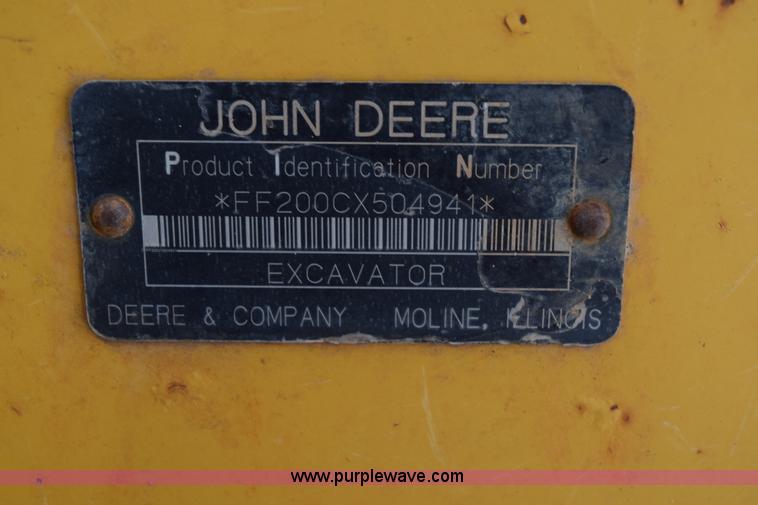 JOHN DEERE
Product Identification Number
*FF200CX504941*
EXCAVATOR
DEERE & COMPANY MOLINE, ILLINOIS
www.purplewave.com